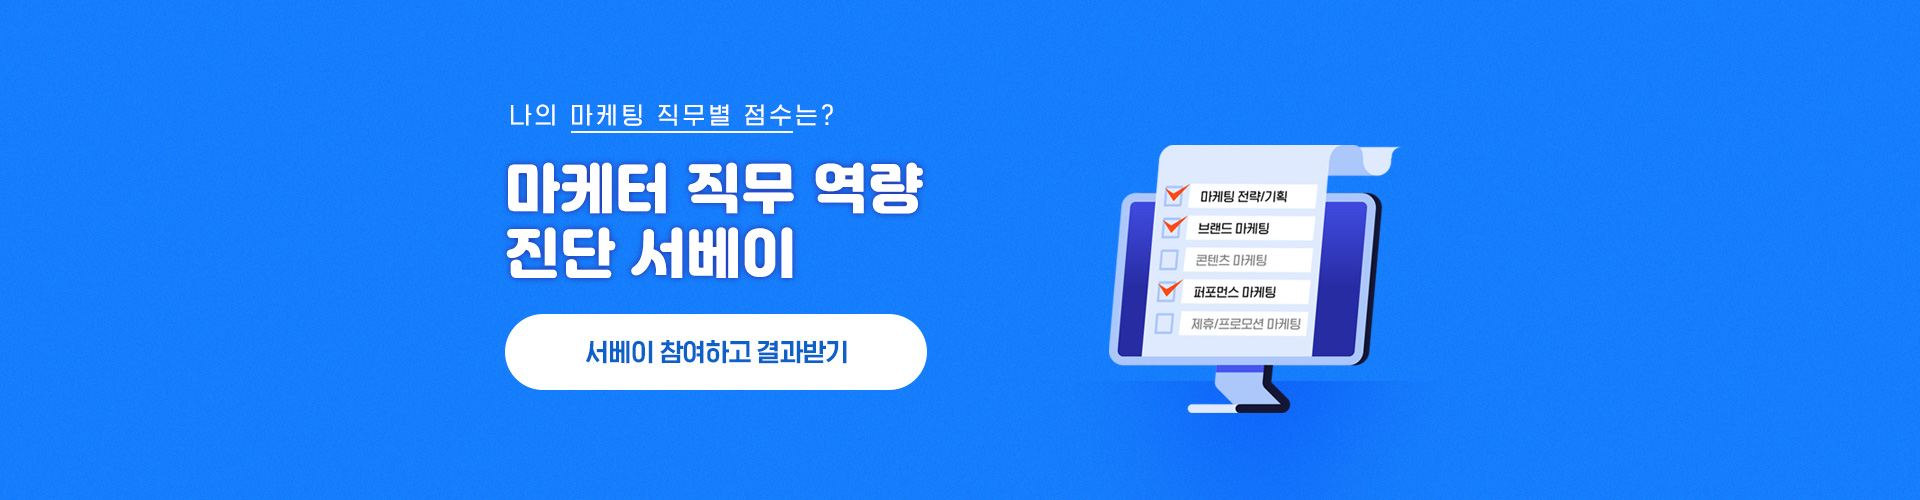 나의 마케팅 직무별 점수는?
마케터 직무 역량
진단 서베이
서베이 참여하고 결과받기
마케팅 전략/기획
브랜드 마케팅
콘텐츠 마케팅
퍼포먼스 마케팅
제휴/프로모션 마케팅